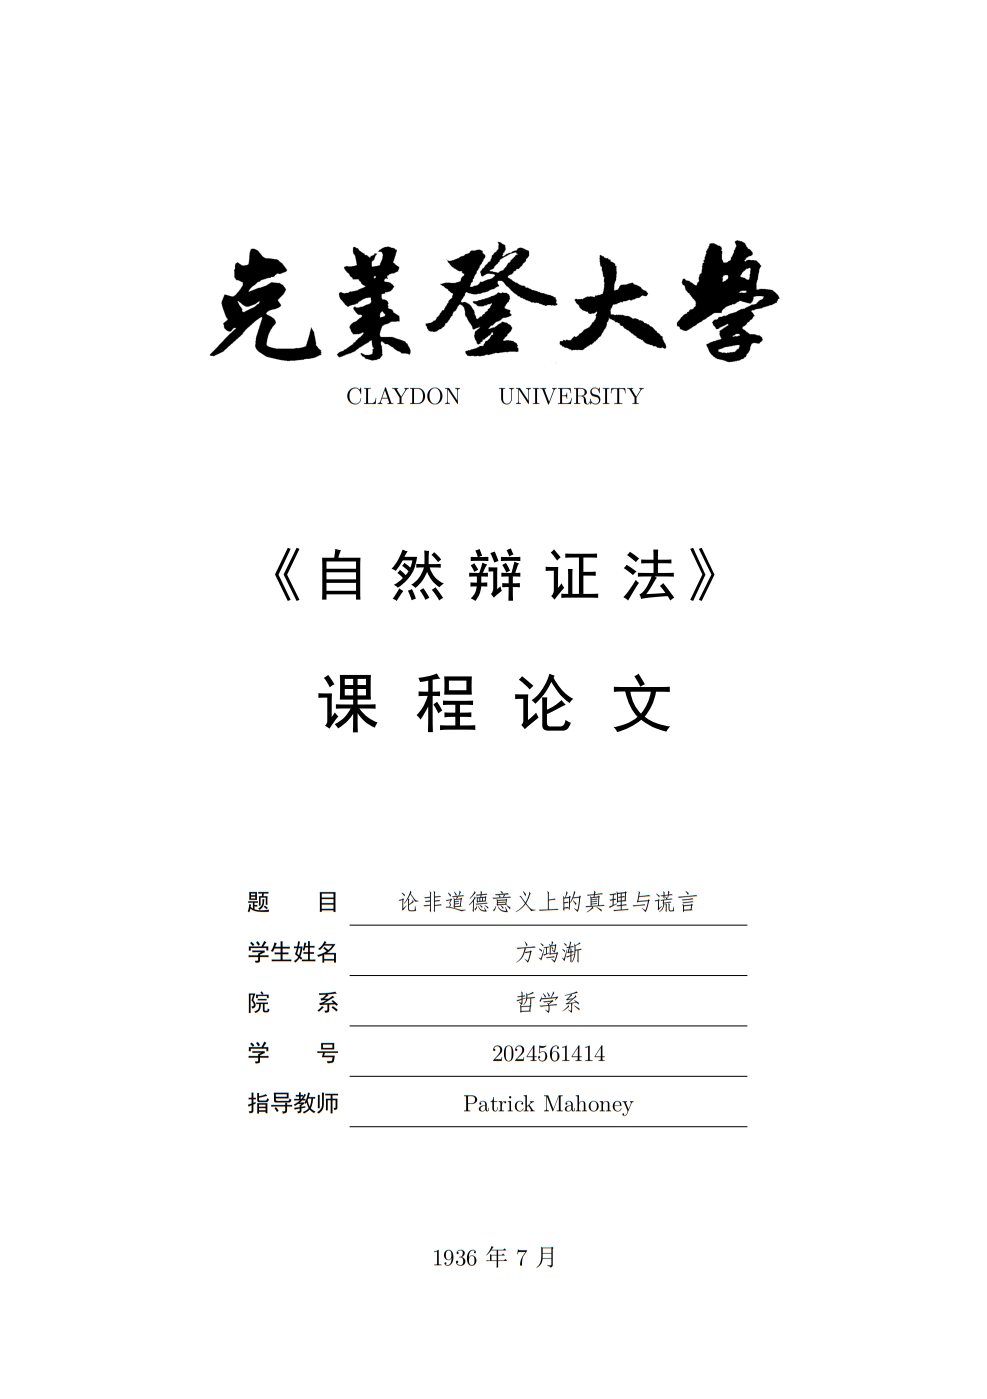 克莱登大學
CLAYDON UNIVERSITY
《自然辩证法》
课程论文
题 目 论非道德意义上的真理与谎言
学生姓名 方鸿渐
院 系 哲学系
学 号 2024561414
指导教师 Patrick Mahoney
1936 年 7 月